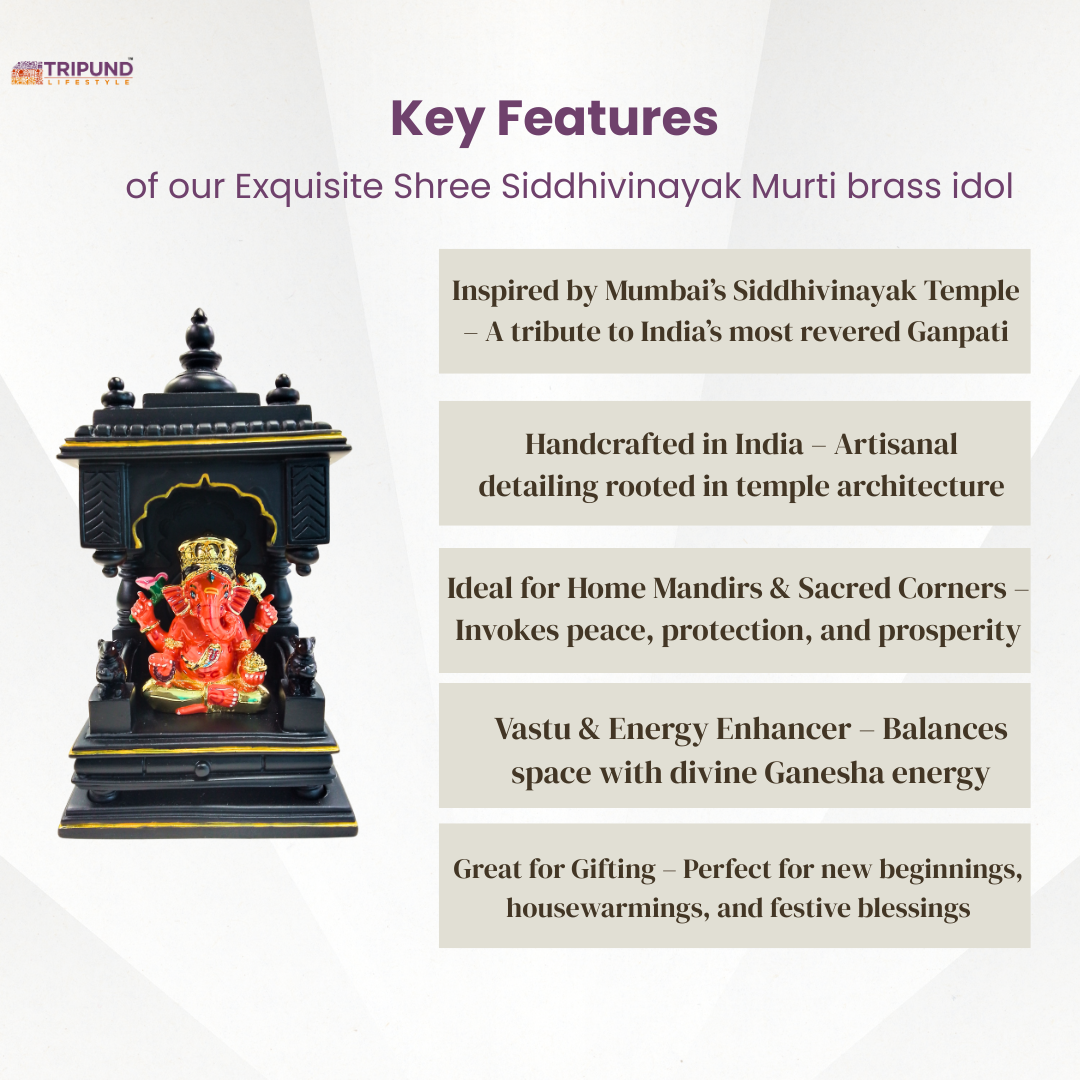 TRIPUND™
LIFESTYLE
Key Features
of our Exquisite Shree Siddhivinayak Murti brass idol
Inspired by Mumbai’s Siddhivinayak Temple
– A tribute to India’s most revered Ganpati
Handcrafted in India – Artisanal
detailing rooted in temple architecture
Ideal for Home Mandirs & Sacred Corners –
Invokes peace, protection, and prosperity
Vastu & Energy Enhancer – Balances
space with divine Ganesha energy
Great for Gifting – Perfect for new beginnings,
housewarmings, and festive blessings